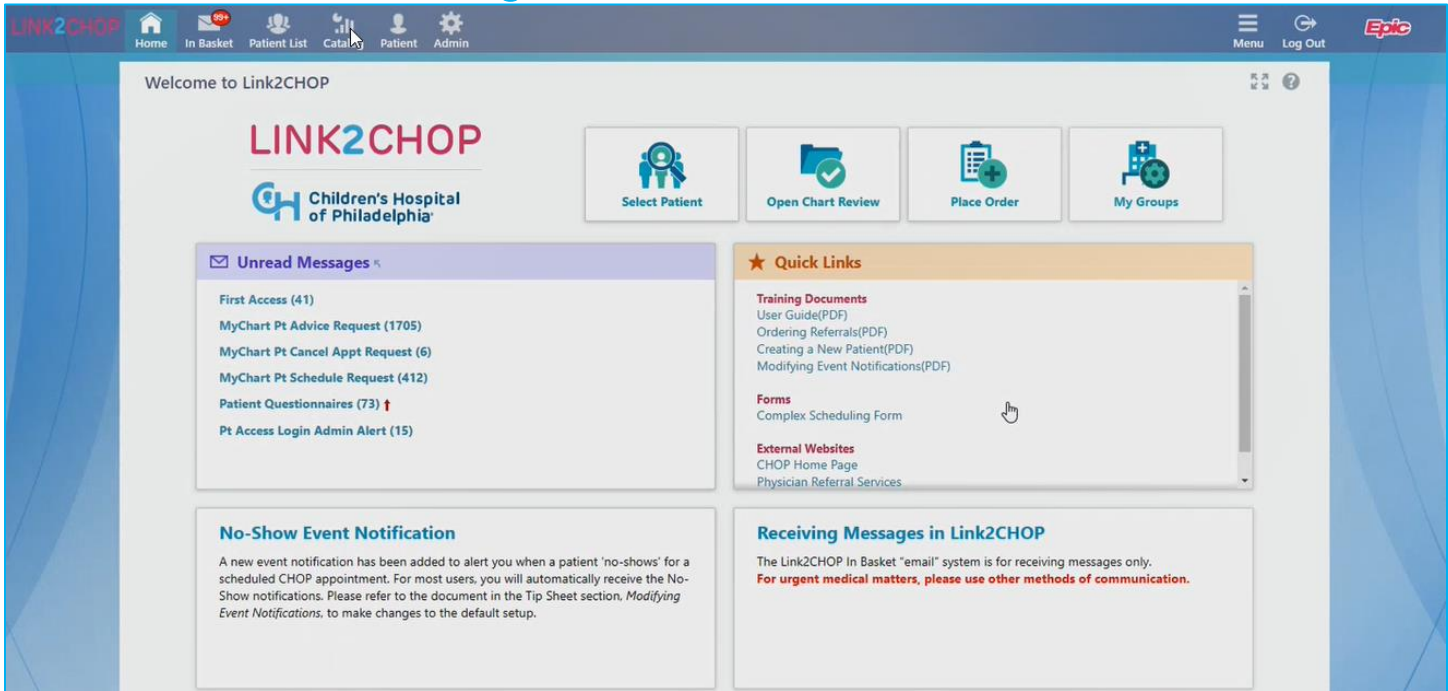 LINK2CHOP
Home
99+
In Basket
Patient List
Catalog
Patient
Admin
Menu
Log Out
Epic
Welcome to Link2CHOP
LINK2CHOP
CH Children's Hospital
of Philadelphia
Select Patient
Open Chart Review
Place Order
My Groups
Unread Messages
First Access (41)
MyChart Pt Advice Request (1705)
MyChart Pt Cancel Appt Request (6)
MyChart Pt Schedule Request (412)
Patient Questionnaires (73)
Pt Access Login Admin Alert (15)
Quick Links
Training Documents
User Guide(PDF)
Ordering Referrals(PDF)
Creating a New Patient(PDF)
Modifying Event Notifications(PDF)
Forms
Complex Scheduling Form
External Websites
CHOP Home Page
Physician Referral Services
No-Show Event Notification
A new event notification has been added to alert you when a patient 'no-shows' for a
scheduled CHOP appointment. For most users, you will automatically receive the No-
Show notifications. Please refer to the document in the Tip Sheet section, Modifying
Event Notifications, to make changes to the default setup.
Receiving Messages in Link2CHOP
The Link2CHOP In Basket "email" system is for receiving messages only.
For urgent medical matters, please use other methods of communication.